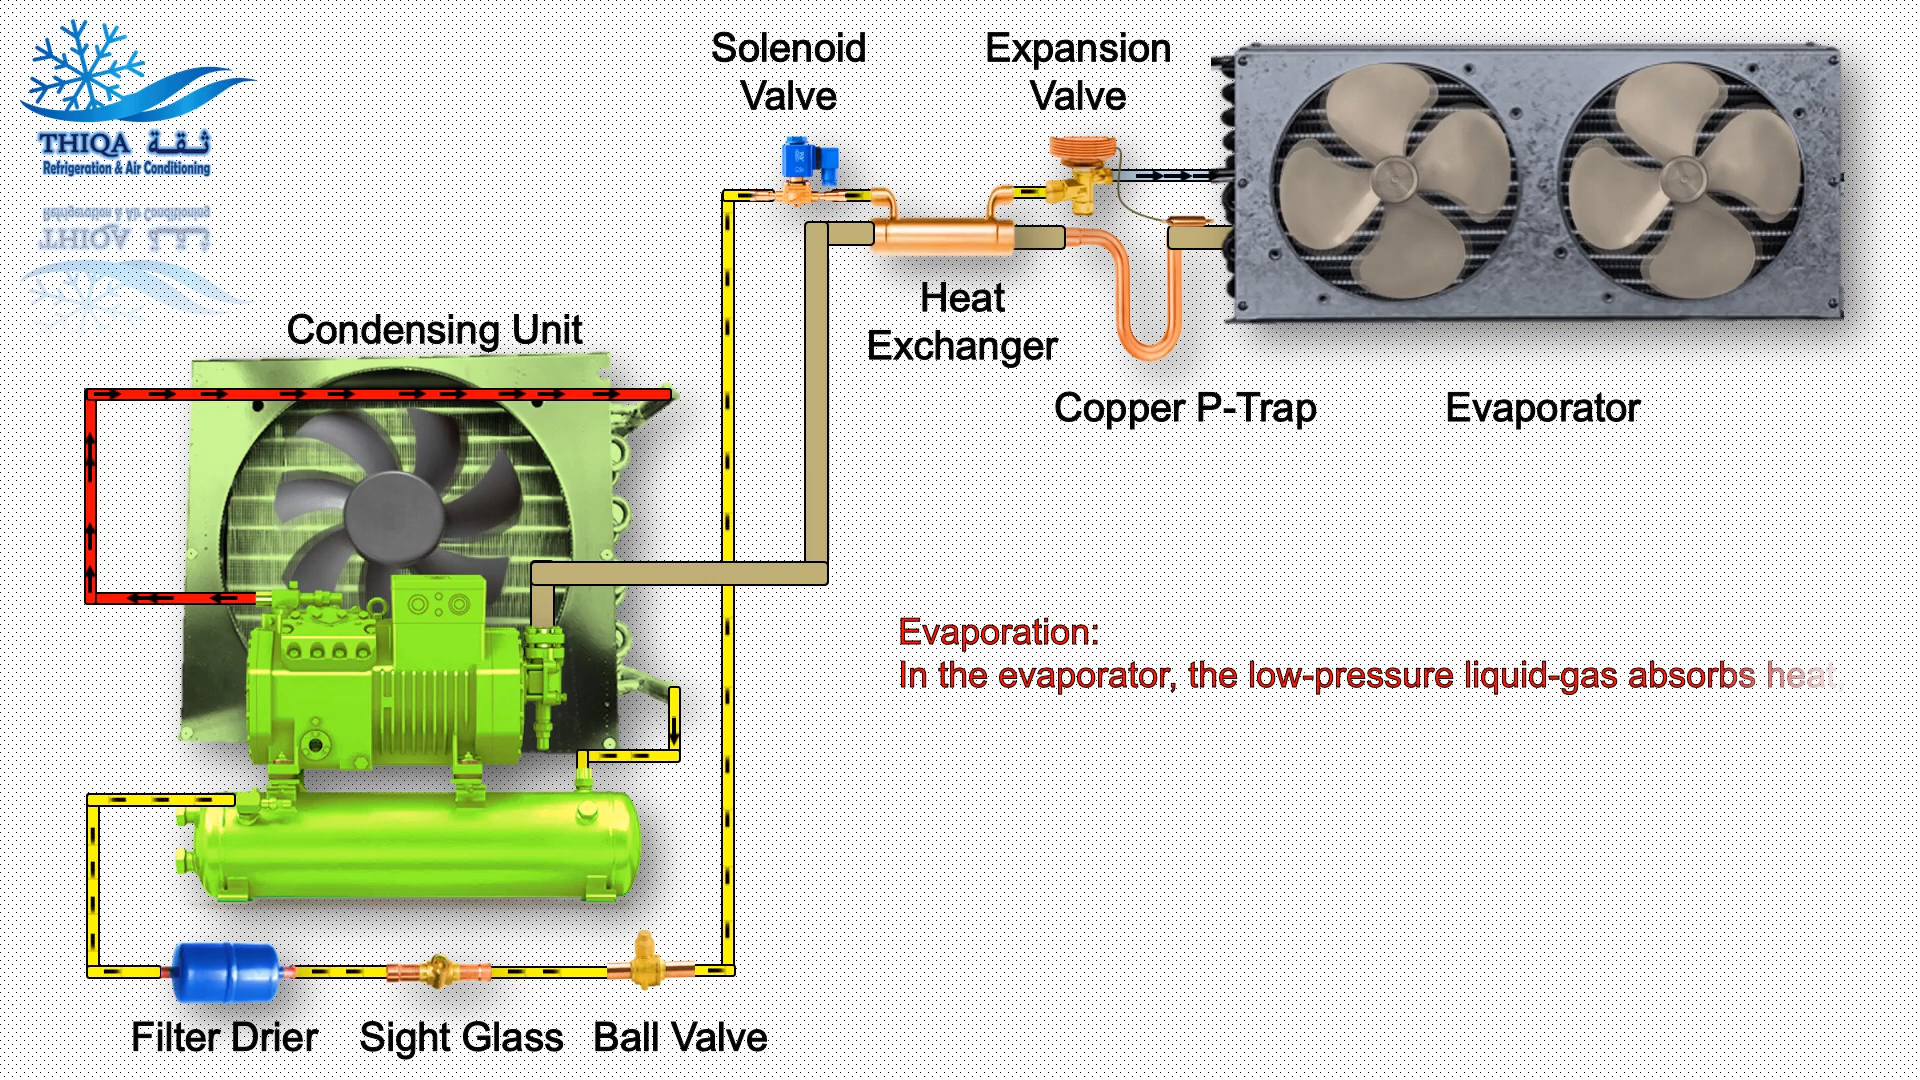 THIQA ثقة
Refrigeration & Air Conditioning
Solenoid
Valve
Expansion
Valve
Condensing Unit
Heat
Exchanger
Copper P-Trap
Evaporator
Evaporation:
In the evaporator, the low-pressure liquid-gas absorbs heat
Filter Drier
Sight Glass
Ball Valve